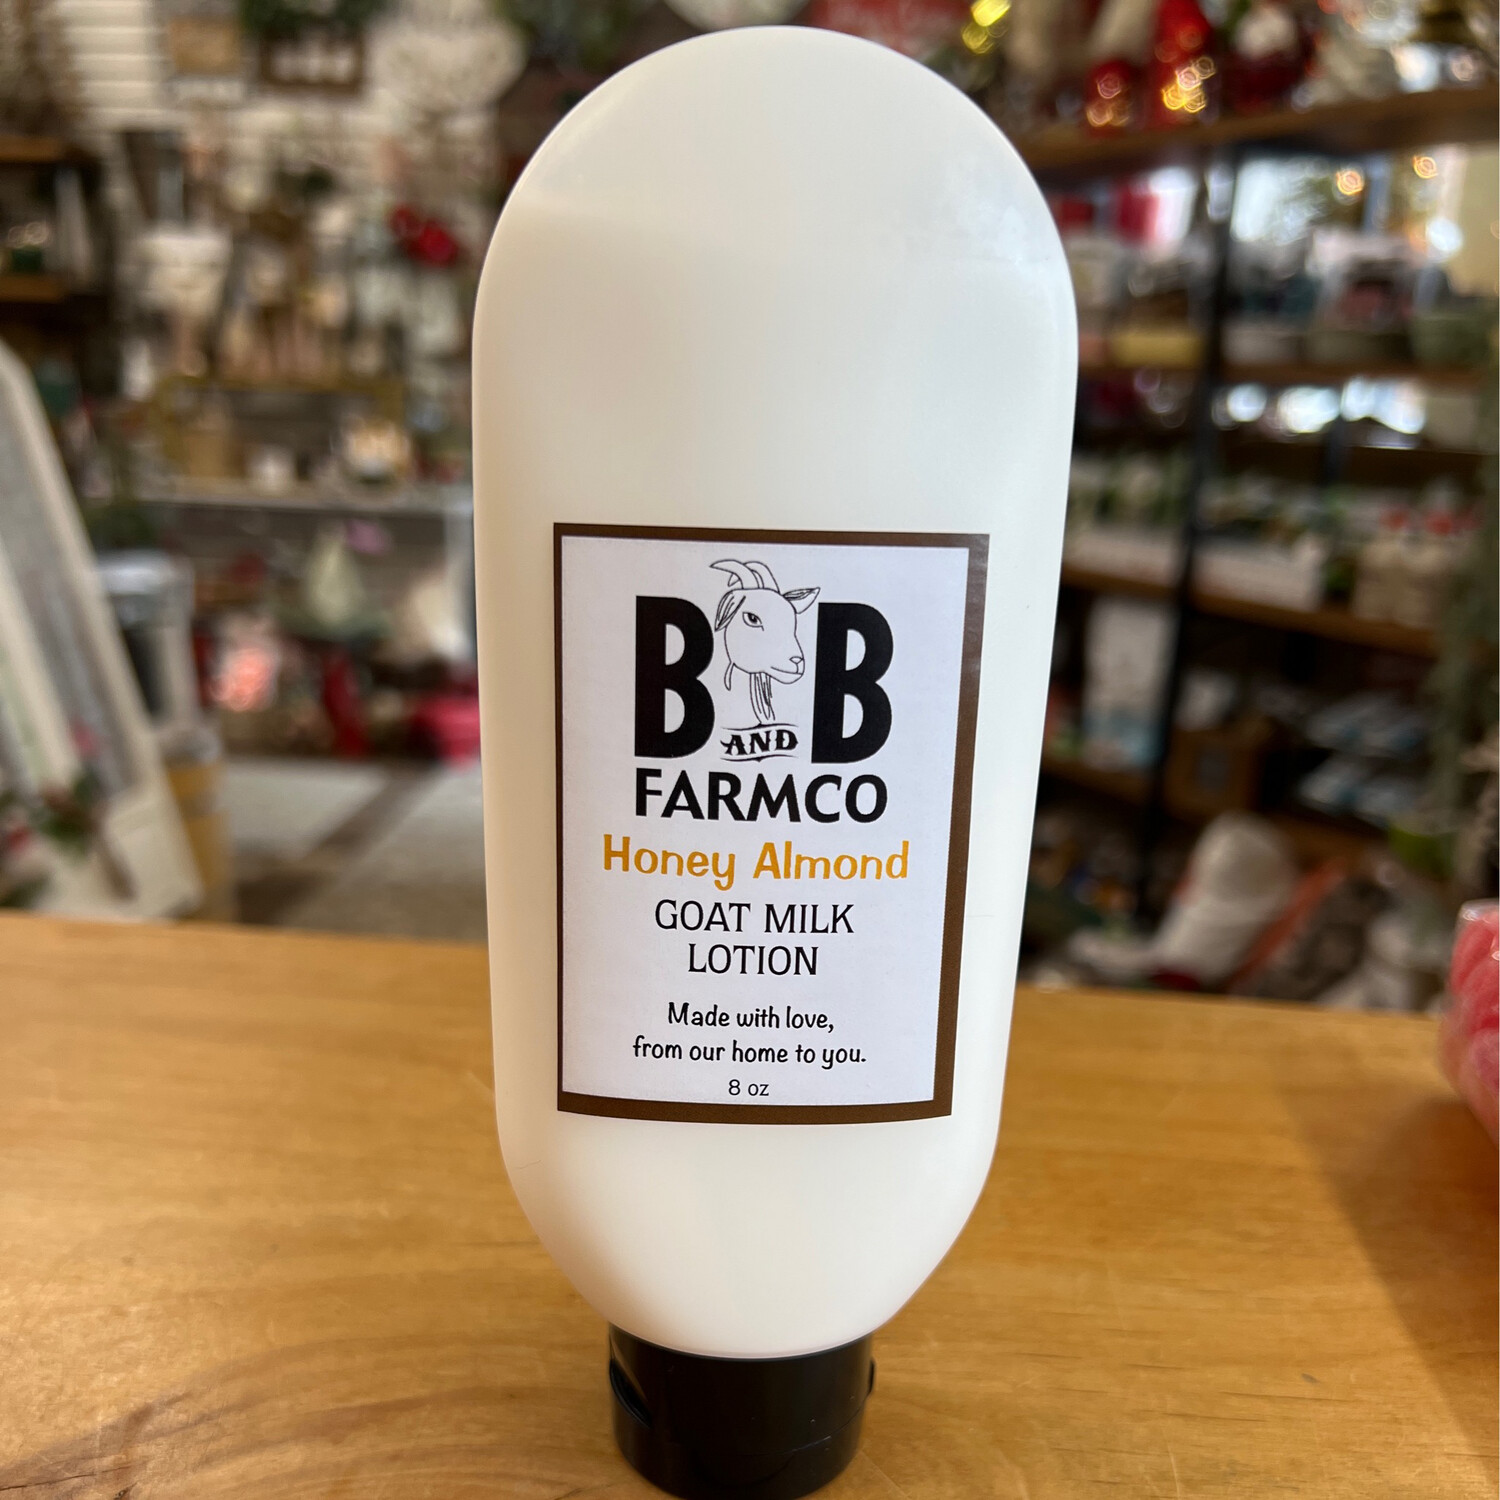 B AND B
FARMCO
Honey Almond
GOAT MILK
LOTION
Made with love,
from our home to you.
8 oz